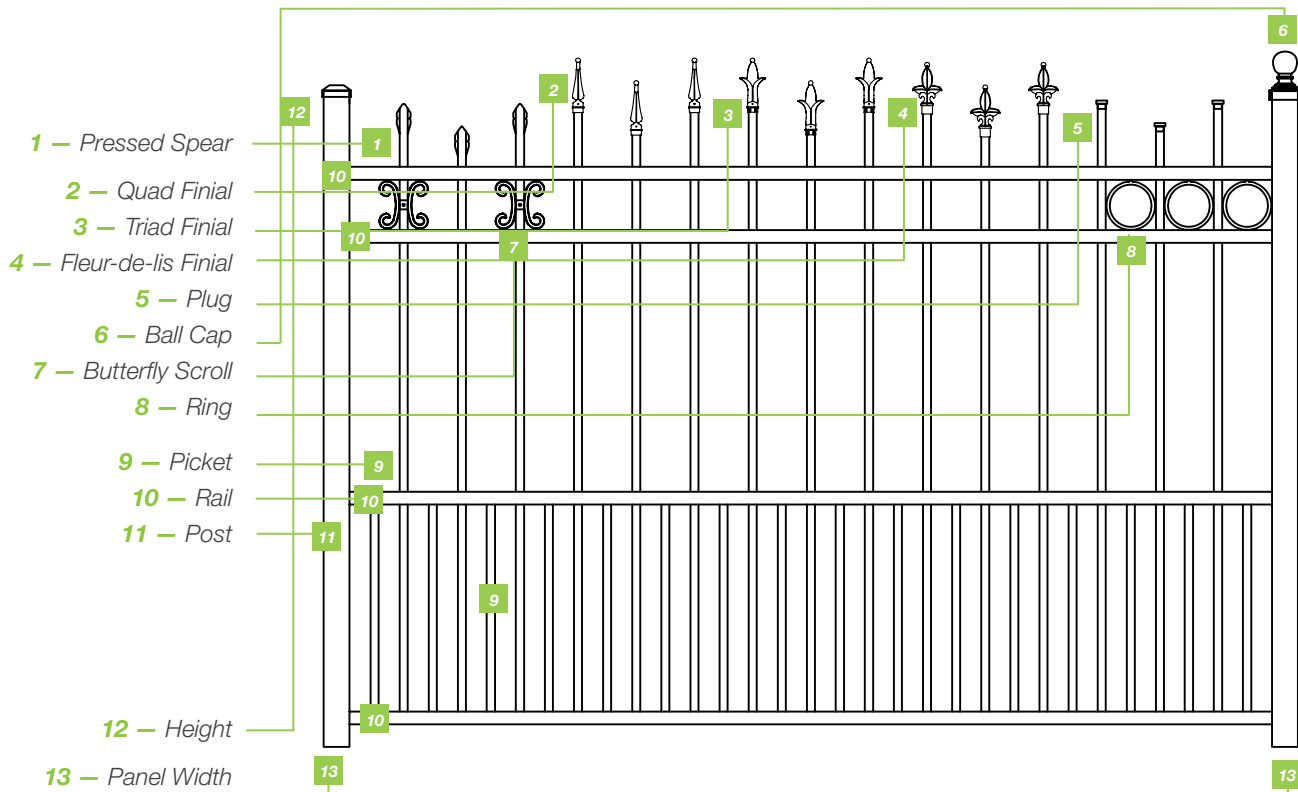 6
12
2
3
4
5
1 — Pressed Spear
1
10
2 — Quad Finial
3 — Triad Finial
10
7
8
4 — Fleur-de-lis Finial
5 — Plug
6 — Ball Cap
7 — Butterfly Scroll
8 — Ring
9 — Picket
9
10 — Rail
10
11 — Post
11
9
10
12 — Height
13 — Panel Width
13
13